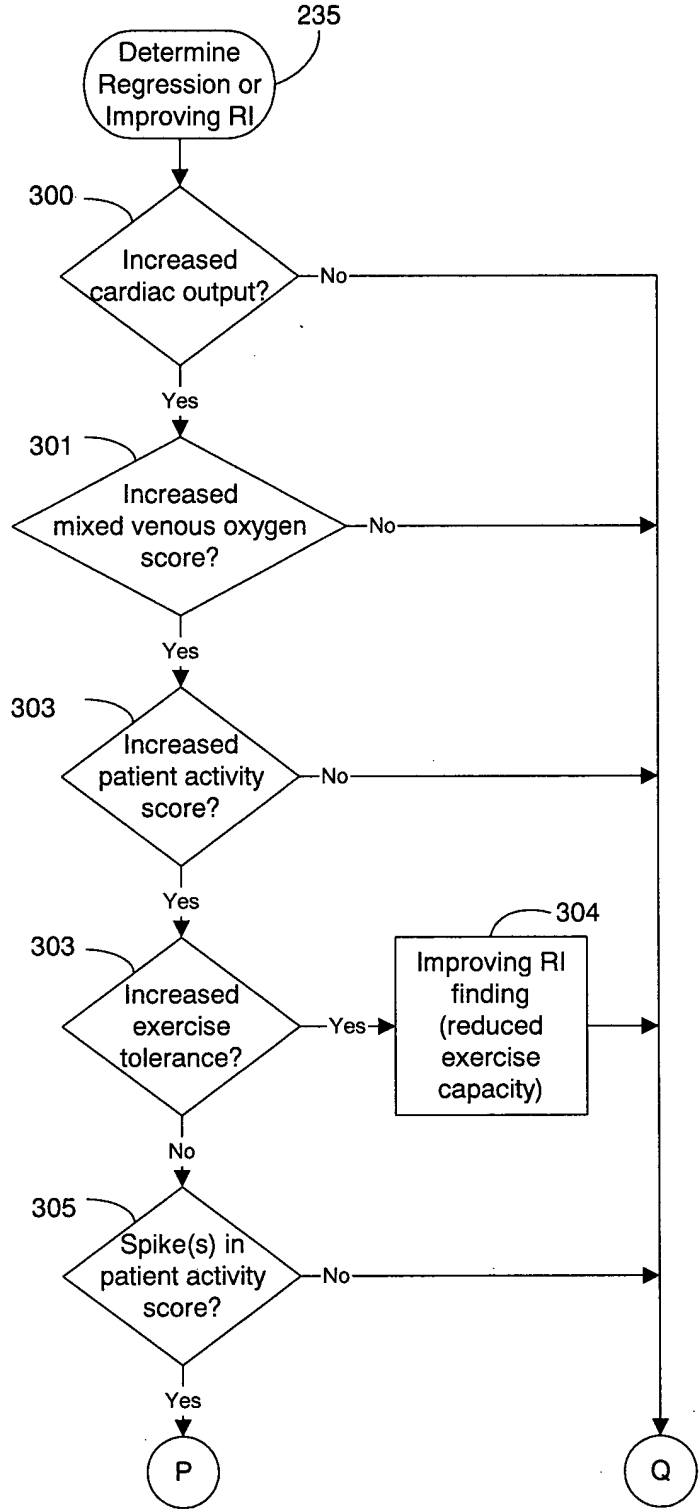 235
Determine
Regression or
Improving RI
300
Increased
cardiac output?
No
Yes
301
Increased
mixed venous oxygen
score?
No
Yes
303
Increased
patient activity
score?
No
Yes
303
Increased
exercise
tolerance?
Yes
304
Improving RI
finding
(reduced
exercise
capacity)
No
305
Spike(s) in
patient activity
score?
No
Yes
P
Q